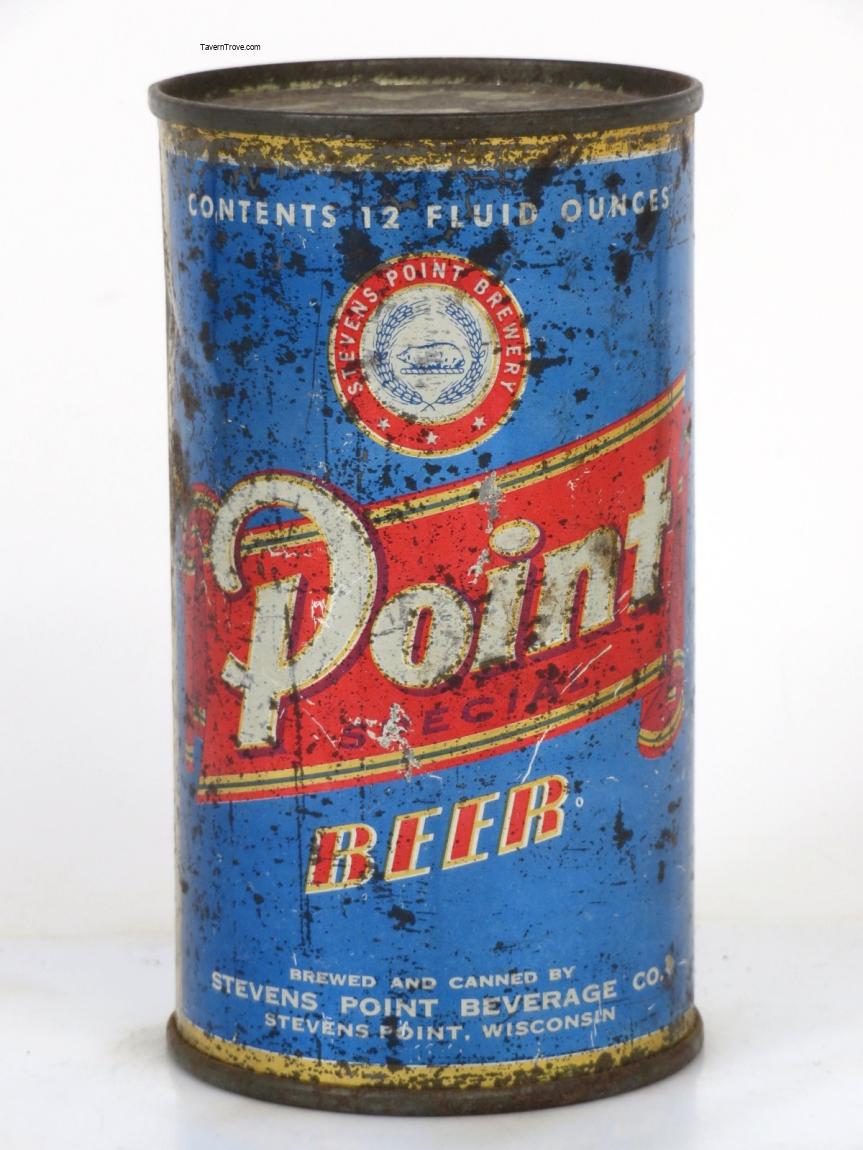 TavernTrove.com
CONTENTS 12 FLUID OUNCES
STEVENS POINT BREWERY
Point
SPECIAL
BEER
BREWED AND CANNED BY
STEVENS POINT BEVERAGE CO.
STEVENS POINT, WISCONSIN